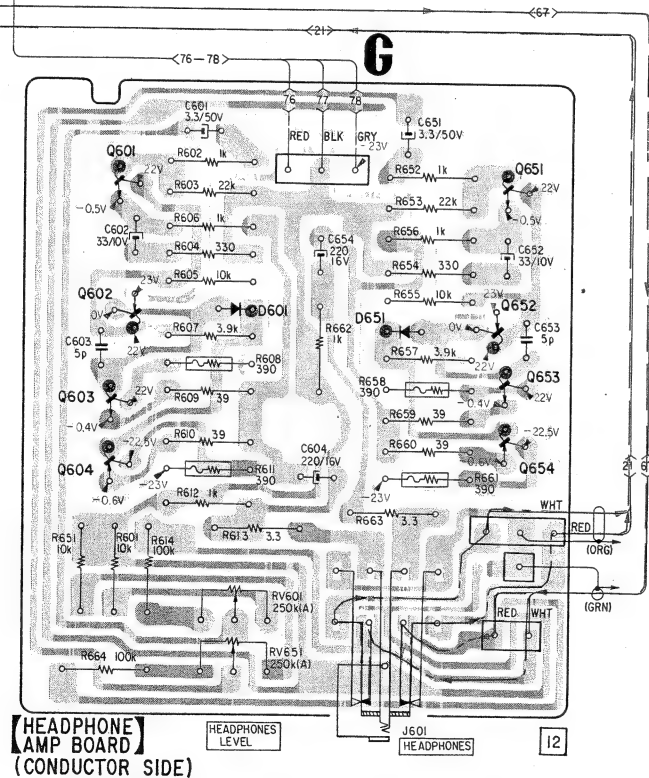 67
21
76-78
G
76
77
78
C601
3.3/50V
RED BLK GRY
-23V
C651
3.3/50V
Q601
22V
-0.5V
R602 1k
R603 22k
R606 1k
C602
33/10V
R604 330
R605 10k
C654
220
16V
R652 1k
R653 22k
R656 1k
R654 330
R655 10k
Q651
22V
-0.5V
C652
33/10V
Q602
23V
0V
22V
D601
R607 3.9k
C603
5p
R608
390
R662
1k
D651
23V
Q652
0V
22V
C653
5p
R657 3.9k
R658
390
Q653
22V
-0.4V
Q603
22V
-0.4V
R609 39
R610 39
R659 39
R660 39
-22.5V
Q604
-0.6V
-23V
R611
390
C604
220/16V
-23V
R661
390
-22.5V
-0.6V
Q654
R612 1k
R613 3.3
R663 3.3
WHT
RED
(ORG)
R651
10k
R601
10k
R614
100k
RV601
250k(A)
RV651
250k(A)
R664 100k
(GRN)
RED WHT
【HEADPHONE
AMP BOARD】
(CONDUCTOR SIDE)
HEADPHONES
LEVEL
J601
HEADPHONES
12